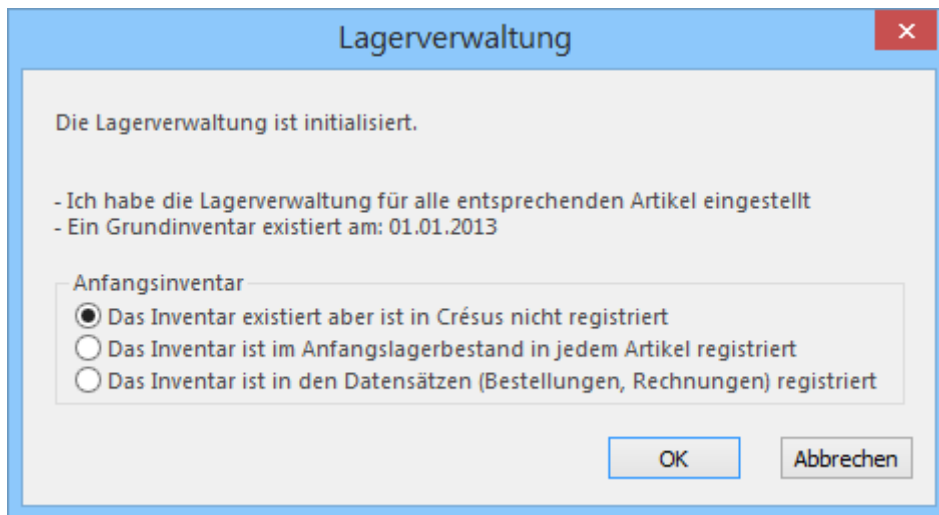 Lagerverwaltung
Die Lagerverwaltung ist initialisiert.
- Ich habe die Lagerverwaltung für alle entsprechenden Artikel eingestellt
- Ein Grundinventar existiert am: 01.01.2013
Anfangsinventar
Das Inventar existiert aber ist in Crésus nicht registriert
Das Inventar ist im Anfangslagerbestand in jedem Artikel registriert
Das Inventar ist in den Datensätzen (Bestellungen, Rechnungen) registriert
OK Abbrechen